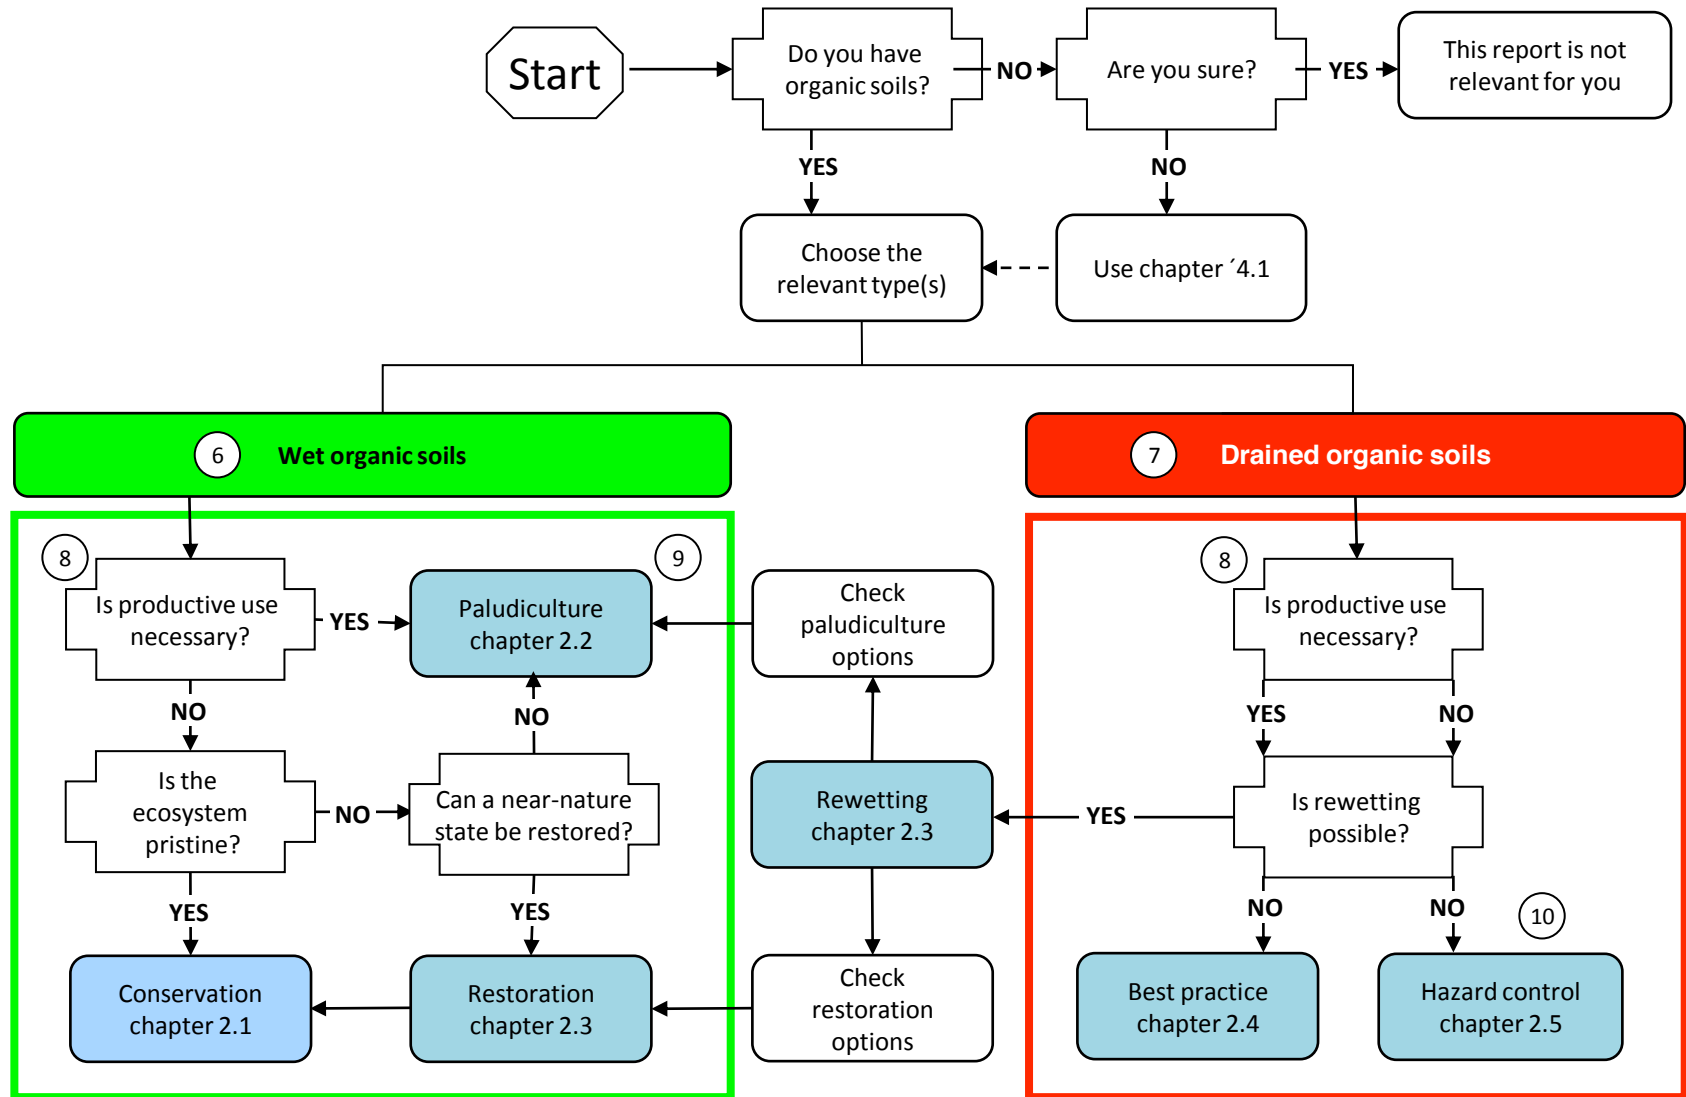 Start
Do you have
organic soils?
NO
Are you sure?
YES
This report is not
relevant for you
YES
NO
Choose the
relevant type(s)
Use chapter ´4.1
6
Wet organic soils
7
Drained organic soils
8
Is productive use
necessary?
YES
9
Paludiculture
chapter 2.2
NO
NO
Is the
ecosystem
pristine?
NO
Can a near-nature
state be restored?
YES
YES
Conservation
chapter 2.1
Restoration
chapter 2.3
Check
paludiculture
options
Rewetting
chapter 2.3
Check
restoration
options
8
Is productive use
necessary?
YES
NO
YES
Is rewetting
possible?
NO
NO
10
Best practice
chapter 2.4
Hazard control
chapter 2.5